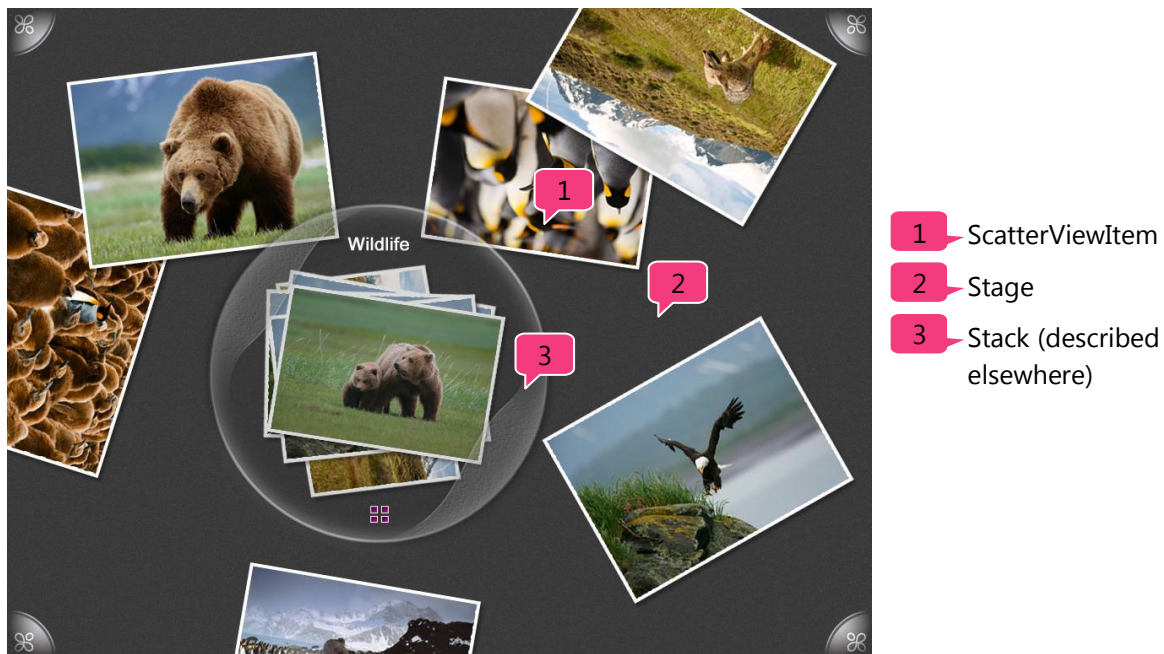 Wildlife
1
2
3
1 ScatterViewItem
2 Stage
3 Stack (described
elsewhere)